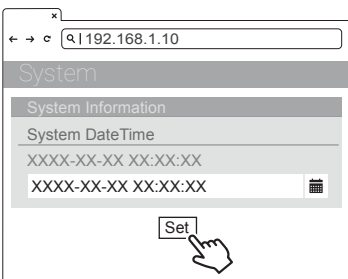 192.168.1.10
System
System Information
System DateTime
XXXX-XX-XX XX:XX:XX
XXXX-XX-XX XX:XX:XX
Set